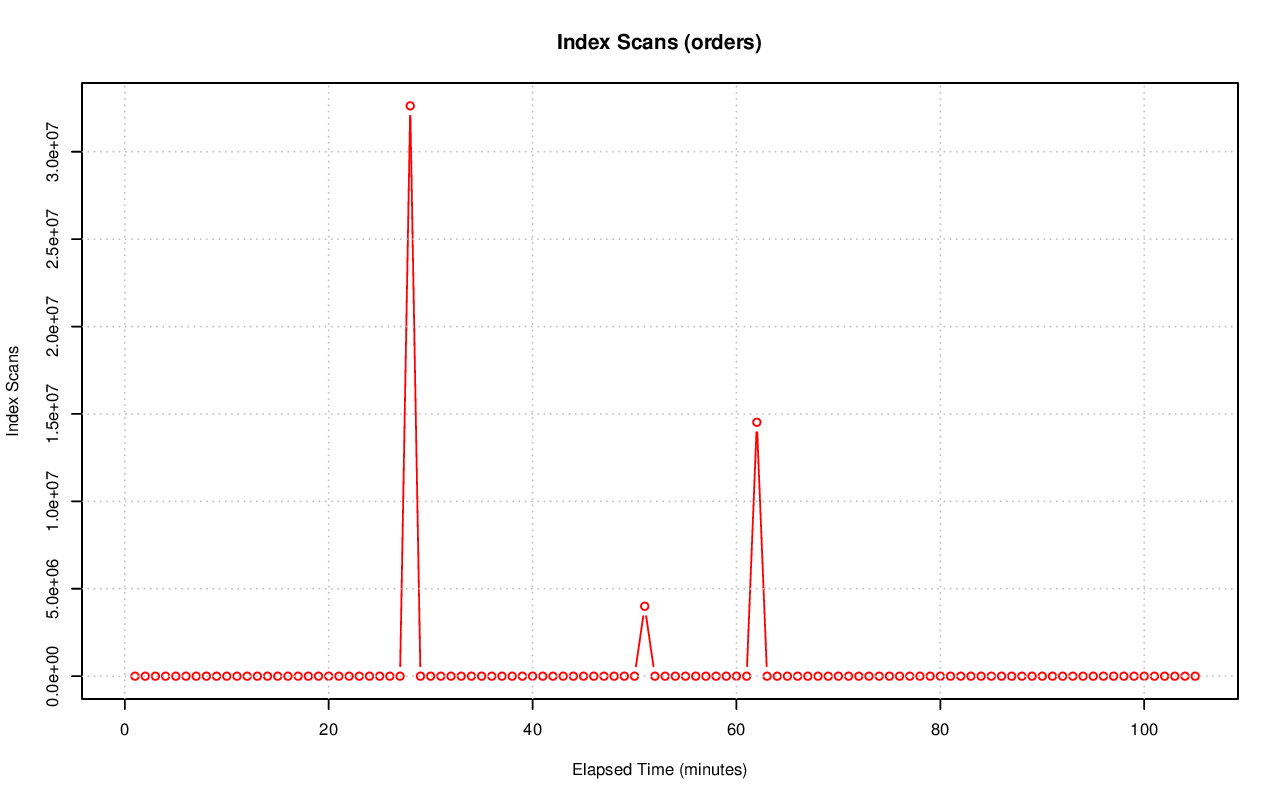 Index Scans (orders)
Index Scans
3.0e+07
2.5e+07
2.0e+07
1.5e+07
1.0e+07
5.0e+06
0.0e+00
0 20 40 60 80 100
Elapsed Time (minutes)